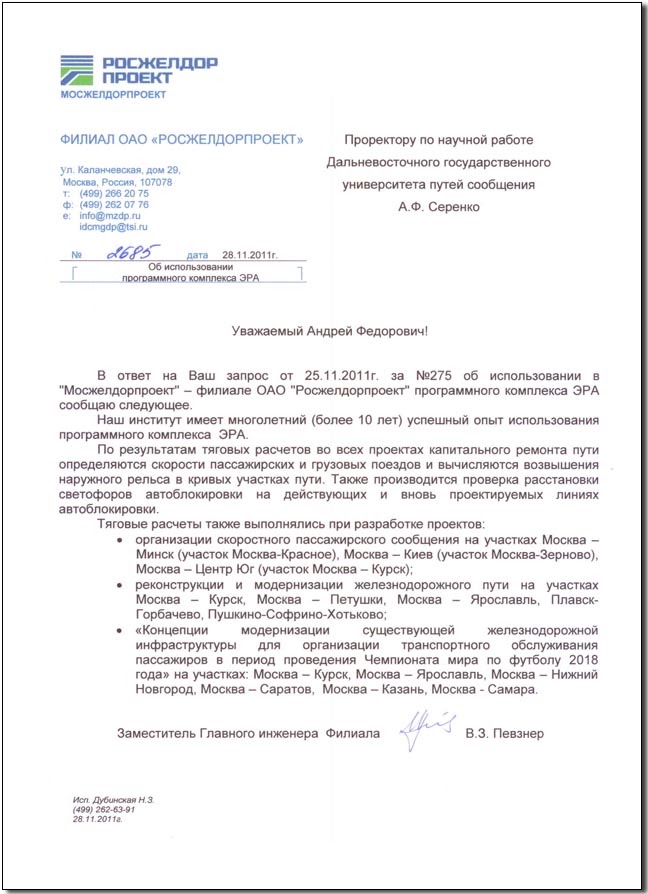 РОСЖЕЛДОР
ПРОЕКТ
МОСЖЕЛДОРПРОЕКТ
ФИЛИАЛ ОАО «РОСЖЕЛДОРПРОЕКТ»
ул. Каланчевская, дом 29,
Москва, Россия, 107078
т: (499) 266 20 75
ф: (499) 262 07 76
e: info@mzdp.ru
idcmgdp@tsi.ru
№ 2685 дата 28.11.2011г.
Об использовании
программного комплекса ЭРА
Проректору по научной работе
Дальневосточного государственного
университета путей сообщения
А.Ф. Серенко
Уважаемый Андрей Федорович!
В ответ на Ваш запрос от 25.11.2011г. за №275 об использовании в
"Мосжелдорпроект" – филиале ОАО "Росжелдорпроект" программного комплекса ЭРА
сообщаю следующее.
Наш институт имеет многолетний (более 10 лет) успешный опыт использования
программного комплекса ЭРА.
По результатам тяговых расчетов во всех проектах капитального ремонта пути
определяются скорости пассажирских и грузовых поездов и вычисляются возвышения
наружного рельса в кривых участках пути. Также производится проверка расстановки
светофоров автоблокировки на действующих и вновь проектируемых линиях
автоблокировки.
Тяговые расчеты также выполнялись при разработке проектов:
• организации скоростного пассажирского сообщения на участках Москва –
Минск (участок Москва-Красное), Москва – Киев (участок Москва-Зерново),
Москва – Центр Юг (участок Москва – Курск);
• реконструкции и модернизации железнодорожного пути на участках
Москва – Курск, Москва – Петушки, Москва – Ярославль, Плавск-
Горбачево, Пушкино-Софрино-Хотьково;
• «Концепции модернизации существующей железнодорожной
инфраструктуры для организации транспортного обслуживания
пассажиров в период проведения Чемпионата мира по футболу 2018
года» на участках: Москва – Курск, Москва – Ярославль, Москва – Нижний
Новгород, Москва – Саратов, Москва – Казань, Москва - Самара.
Заместитель Главного инженера Филиала В.З. Певзнер
Исп. Дубинская Н.З.
(499) 262-63-91
28.11.2011г.